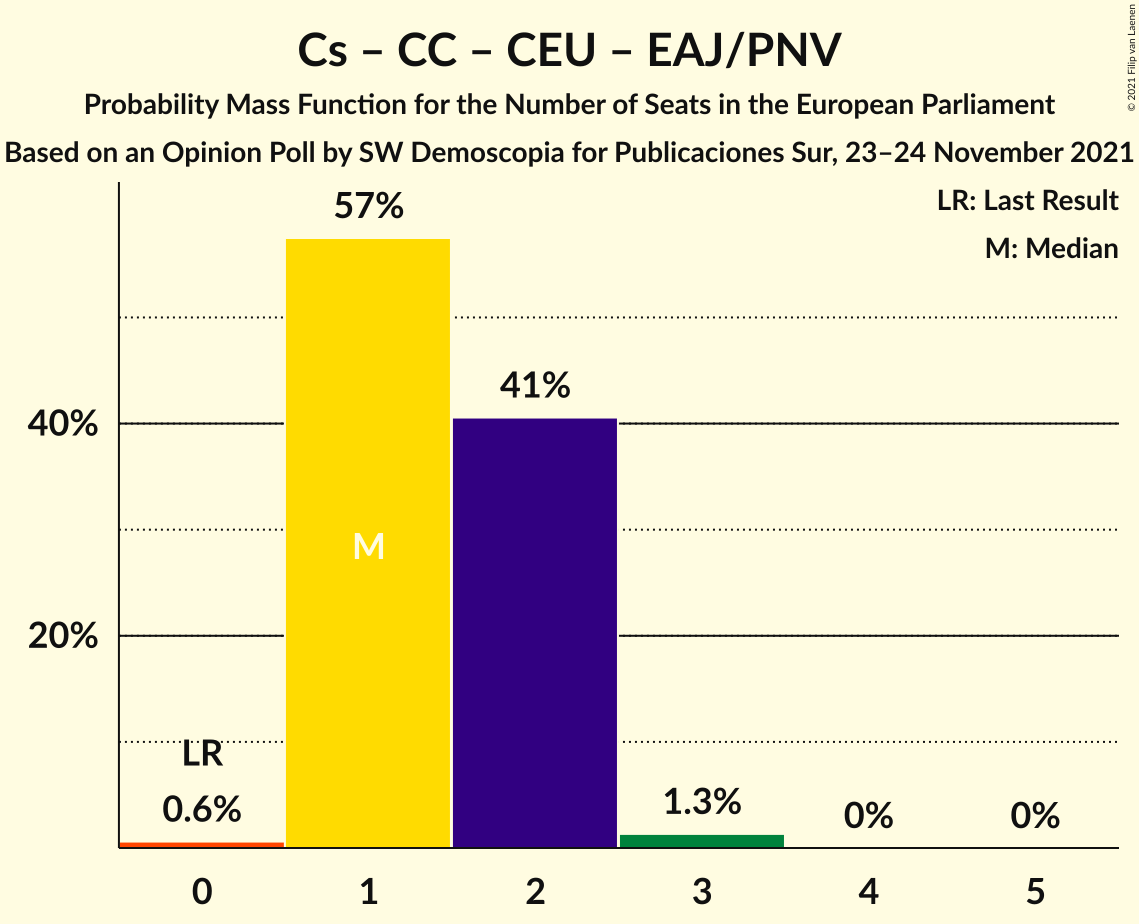 Cs – CC – CEU – EAJ/PNV
Probability Mass Function for the Number of Seats in the European Parliament
Based on an Opinion Poll by SW Demoscopia for Publicaciones Sur, 23–24 November 2021
© 2021 Filip van Laenen
LR: Last Result
M: Median
57%
41%
40%
M
20%
LR
0.6%
1.3%
0%
0%
0
1
2
3
4
5